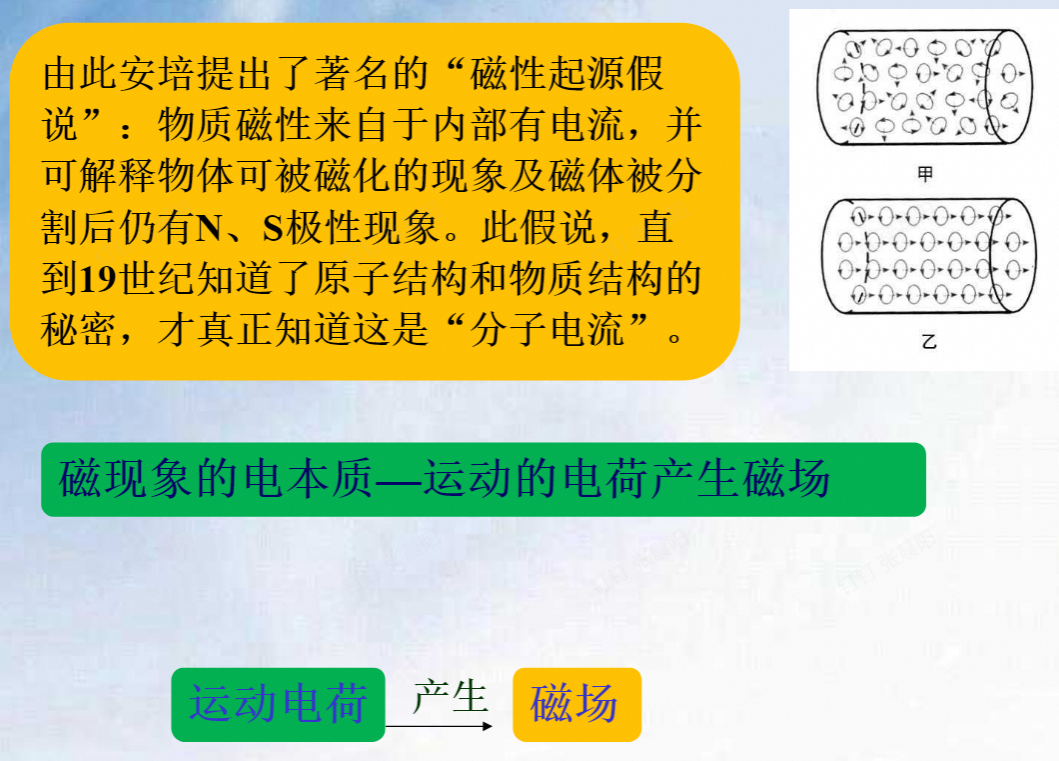 由此安培提出了著名的“磁性起源假
说”：物质磁性来自于内部有电流，并
可解释物体可被磁化的现象及磁体被分
割后仍有N、S极性现象。此假说，直
到19世纪知道了原子结构和物质结构的
秘密，才真正知道这是“分子电流”。
甲
乙
磁现象的电本质—运动的电荷产生磁场
运动电荷 产生 磁场